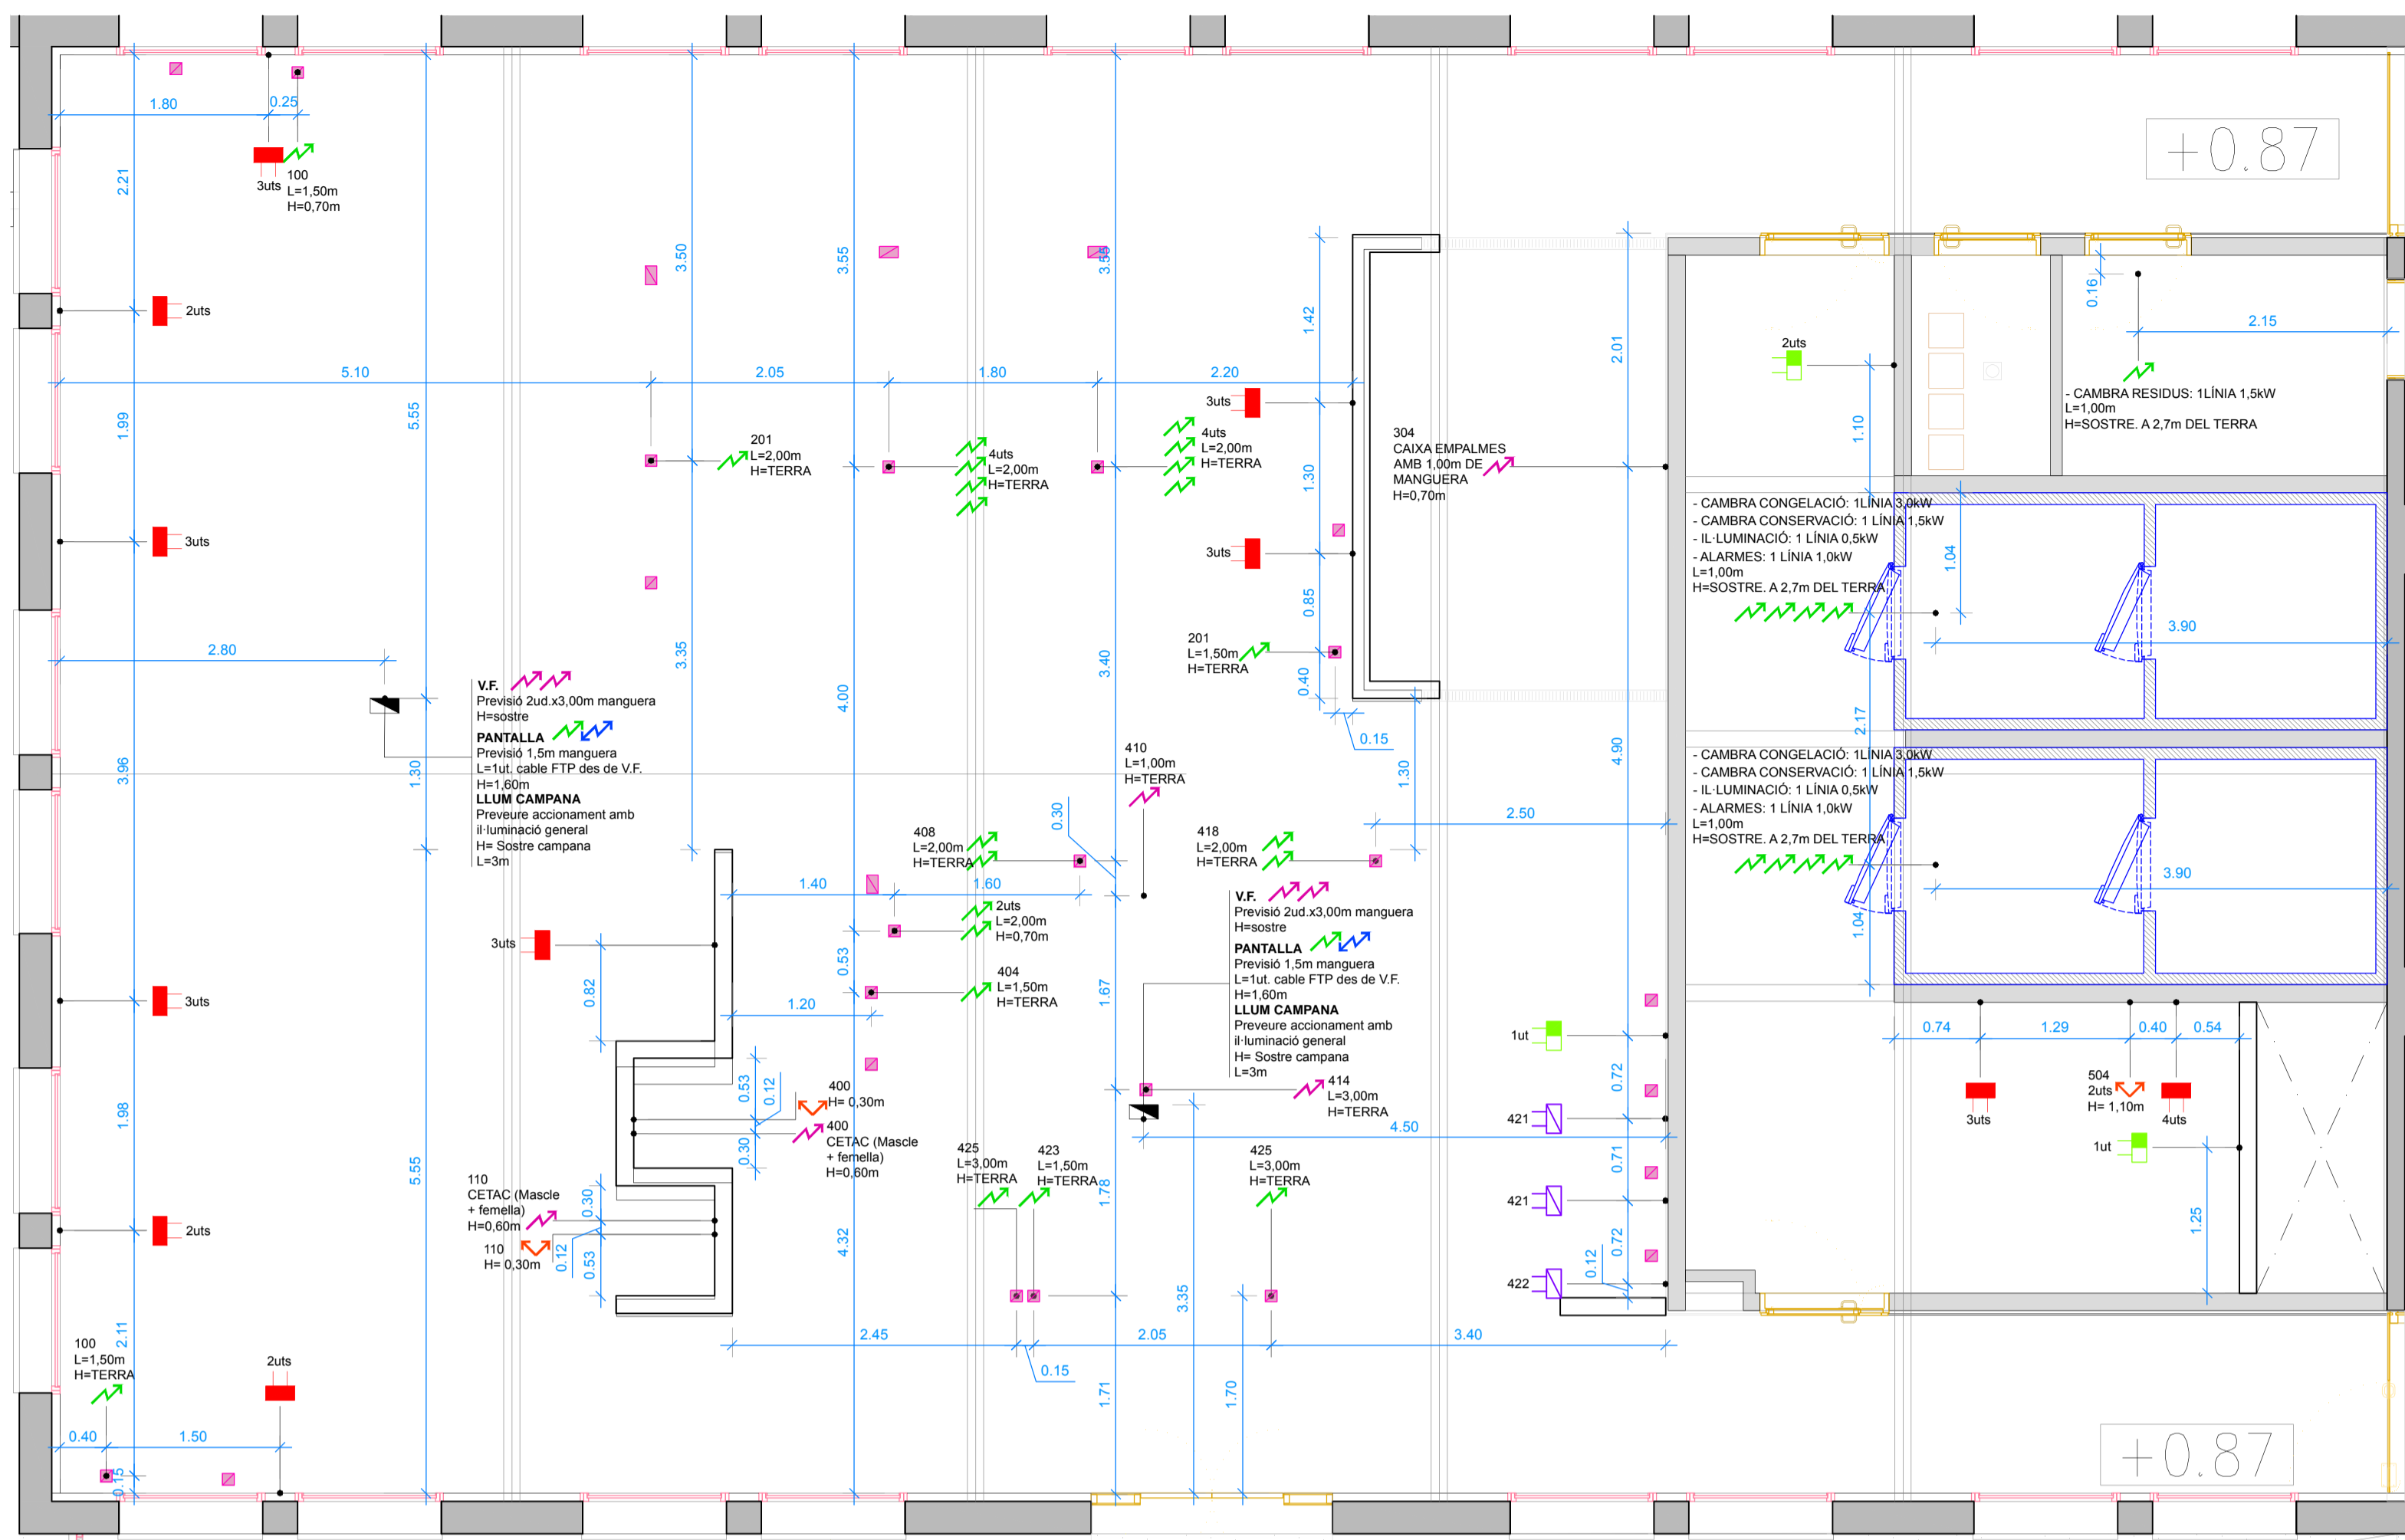 1.80
0.25
3uts
100
L=1,50m
H=0,70m
2.21
3.50
3.55
3.55
+0.87
2uts
1.42
2.01
2uts
0.16
2.15
5.10
2.05
1.80
2.20
- CAMBRA RESIDUS: 1LÍNIA 1,5kW
L=1,00m
H=SOSTRE. A 2,7m DEL TERRA
1.99
5.55
3uts
1.10
201
L=2,00m
H=TERRA
4uts
L=2,00m
H=TERRA
4uts
L=2,00m
H=TERRA
1.30
304
CAIXA EMPALMES
AMB 1,00m DE
MANGUERA
H=0,70m
- CAMBRA CONGELACIÓ: 1LÍNIA 3,0kW
- CAMBRA CONSERVACIÓ: 1 LÍNIA 1,5kW
- IL·LUMINACIÓ: 1 LÍNIA 0,5kW
- ALARMES: 1 LÍNIA 1,0kW
L=1,00m
H=SOSTRE. A 2,7m DEL TERRA
1.04
3uts
3uts
0.85
3.90
2.80
3.35
3.40
4.00
201
L=1,50m
H=TERRA
0.40
V.F.
Previsió 2ud.x3,00m manguera
H=sostre
PANTALLA
Previsió 1,5m manguera
L=1ut. cable FTP des de V.F.
H=1,60m
LLUM CAMPANA
Preveure accionament amb
il·luminació general
H= Sostre campana
L=3m
3.96
1.30
0.15
1.30
4.90
2.17
410
L=1,00m
H=TERRA
- CAMBRA CONGELACIÓ: 1LÍNIA 3,0kW
- CAMBRA CONSERVACIÓ: 1 LÍNIA 1,5kW
- IL·LUMINACIÓ: 1 LÍNIA 0,5kW
- ALARMES: 1 LÍNIA 1,0kW
L=1,00m
H=SOSTRE. A 2,7m DEL TERRA
0.30
2.50
408
L=2,00m
H=TERRA
418
L=2,00m
H=TERRA
3.90
1.40
1.60
1.04
2uts
L=2,00m
H=0,70m
V.F.
Previsió 2ud.x3,00m manguera
H=sostre
PANTALLA
Previsió 1,5m manguera
L=1ut. cable FTP des de V.F.
H=1,60m
LLUM CAMPANA
Preveure accionament amb
il·luminació general
H= Sostre campana
L=3m
3uts
0.53
404
L=1,50m
H=TERRA
0.82
1.20
1.67
3uts
1ut
0.74
1.29
0.40
0.54
0.72
0.53
0.12
400
H= 0,30m
400
CETAC (Mascle
+ femella)
H=0,60m
0.30
414
L=3,00m
H=TERRA
3uts
504
2uts
H= 1,10m
4uts
1ut
421
4.50
1.98
5.55
425
L=3,00m
H=TERRA
423
L=1,50m
H=TERRA
425
L=3,00m
H=TERRA
0.71
110
CETAC (Mascle
+ femella)
H=0,60m
0.30
1.78
421
1.25
2uts
110
H= 0,30m
0.12
0.53
4.32
0.72
0.12
422
3.35
2.11
2.45
2.05
3.40
0.15
100
L=1,50m
H=TERRA
2uts
1.71
1.70
0.40
1.50
0.15
+0.87